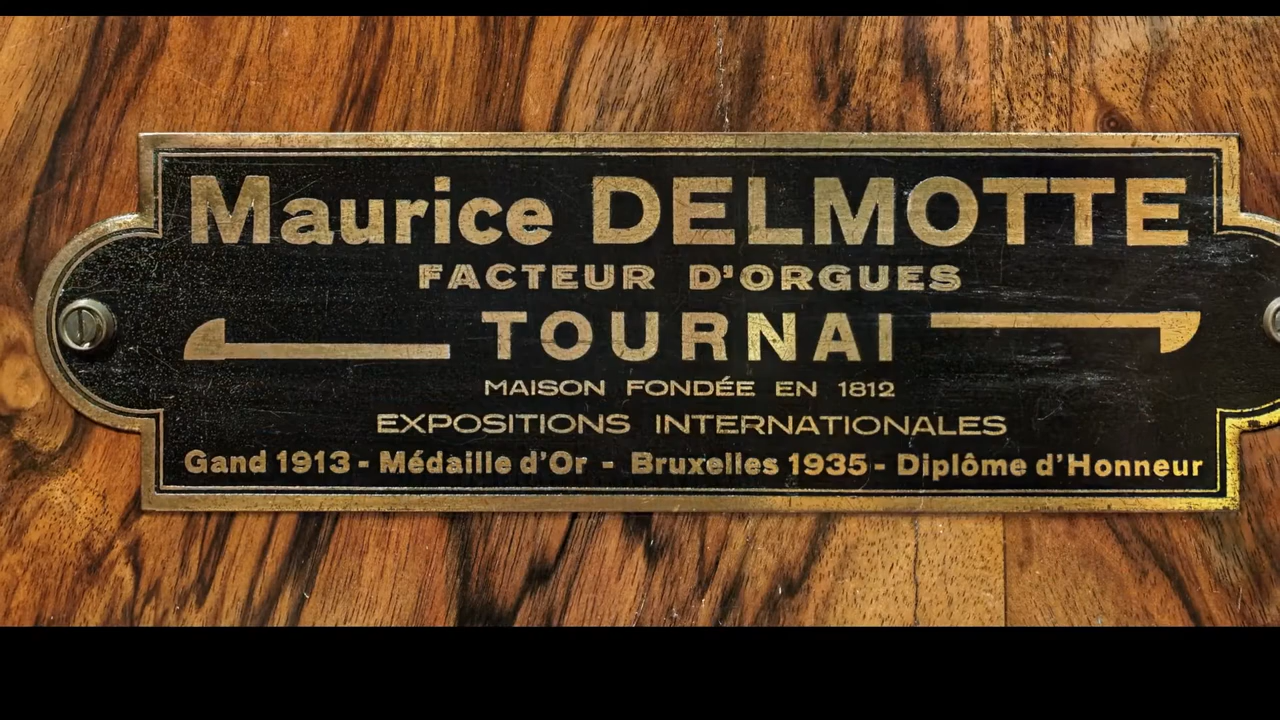 Maurice DELMOTTE
FACTEUR D'ORGUES
TOURNAI
MAISON FONDÉE EN 1812
EXPOSITIONS INTERNATIONALES
Gand 1913 - Médaille d'Or - Bruxelles 1935 - Diplôme d'Honneur